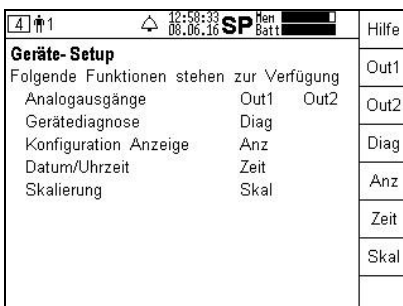 4 1 12:58:33 08.06.16 SP Mem Batt
Geräte-Setup
Folgende Funktionen stehen zur Verfügung
Analogausgänge Out1 Out2
Gerätediagnose Diag
Konfiguration Anzeige Anz
Datum/Uhrzeit Zeit
Skalierung Skal
Hilfe
Out1
Out2
Diag
Anz
Zeit
Skal